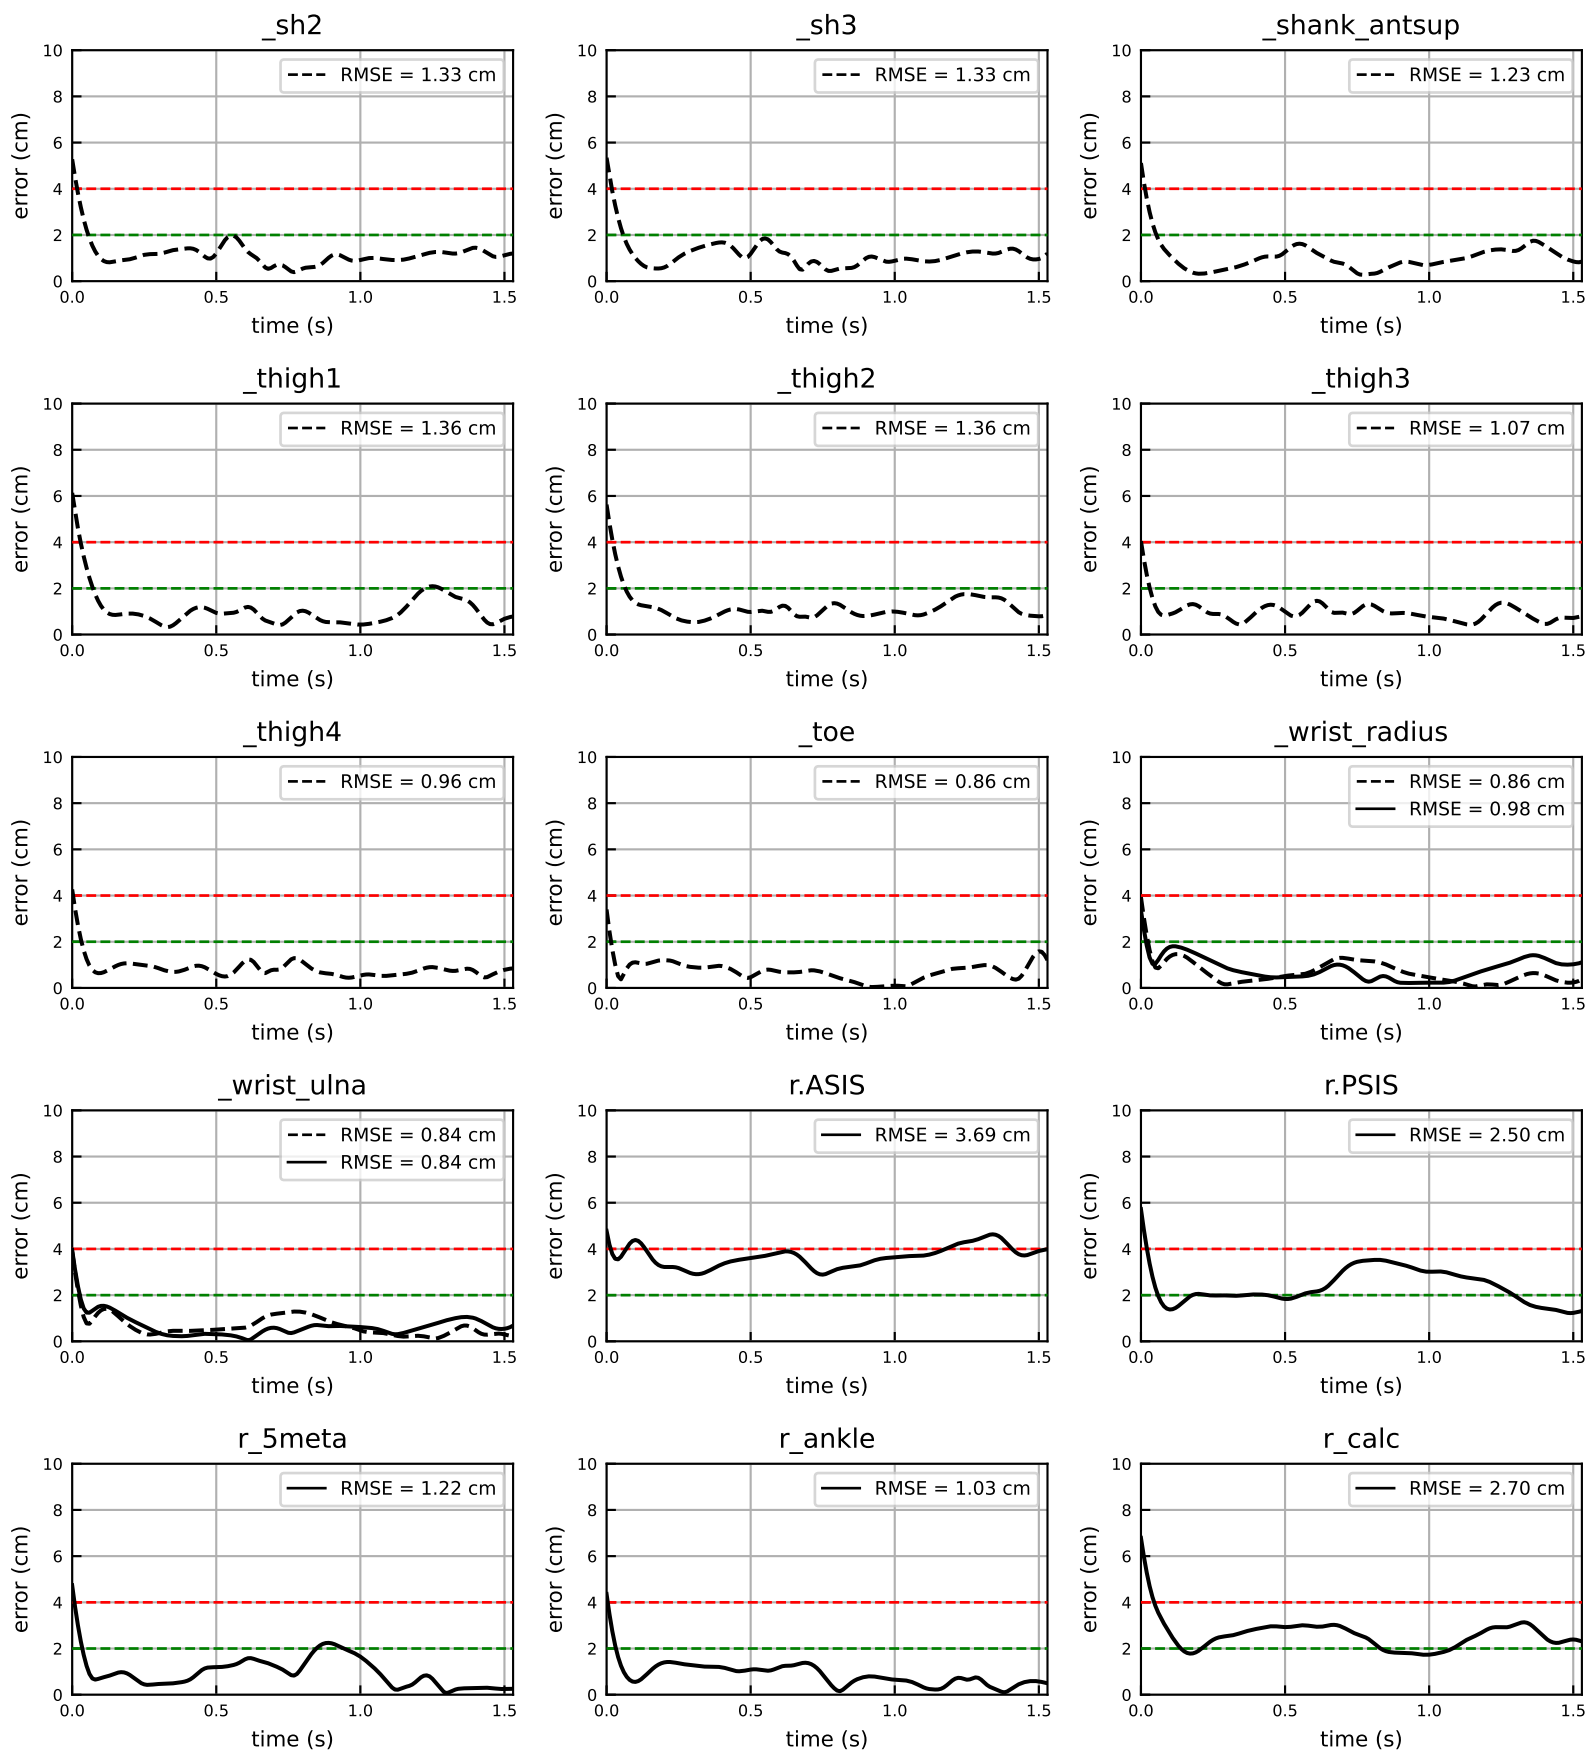 _sh2
_sh3
_shank_antsup
RMSE = 1.33 cm
RMSE = 1.33 cm
RMSE = 1.23 cm
error (cm)
error (cm)
error (cm)
10
8
6
4
2
0
10
8
6
4
2
0
10
8
6
4
2
0
0.0 0.5 1.0 1.5
0.0 0.5 1.0 1.5
0.0 0.5 1.0 1.5
time (s)
time (s)
time (s)
_thigh1
_thigh2
_thigh3
RMSE = 1.36 cm
RMSE = 1.36 cm
RMSE = 1.07 cm
error (cm)
error (cm)
error (cm)
10
8
6
4
2
0
10
8
6
4
2
0
10
8
6
4
2
0
0.0 0.5 1.0 1.5
0.0 0.5 1.0 1.5
0.0 0.5 1.0 1.5
time (s)
time (s)
time (s)
_thigh4
_toe
_wrist_radius
RMSE = 0.96 cm
RMSE = 0.86 cm
RMSE = 0.86 cm
RMSE = 0.98 cm
error (cm)
error (cm)
error (cm)
10
8
6
4
2
0
10
8
6
4
2
0
10
8
6
4
2
0
0.0 0.5 1.0 1.5
0.0 0.5 1.0 1.5
0.0 0.5 1.0 1.5
time (s)
time (s)
time (s)
_wrist_ulna
r.ASIS
r.PSIS
RMSE = 0.84 cm
RMSE = 0.84 cm
RMSE = 3.69 cm
RMSE = 2.50 cm
error (cm)
error (cm)
error (cm)
10
8
6
4
2
0
10
8
6
4
2
0
10
8
6
4
2
0
0.0 0.5 1.0 1.5
0.0 0.5 1.0 1.5
0.0 0.5 1.0 1.5
time (s)
time (s)
time (s)
r_5meta
r_ankle
r_calc
RMSE = 1.22 cm
RMSE = 1.03 cm
RMSE = 2.70 cm
error (cm)
error (cm)
error (cm)
10
8
6
4
2
0
10
8
6
4
2
0
10
8
6
4
2
0
0.0 0.5 1.0 1.5
0.0 0.5 1.0 1.5
0.0 0.5 1.0 1.5
time (s)
time (s)
time (s)